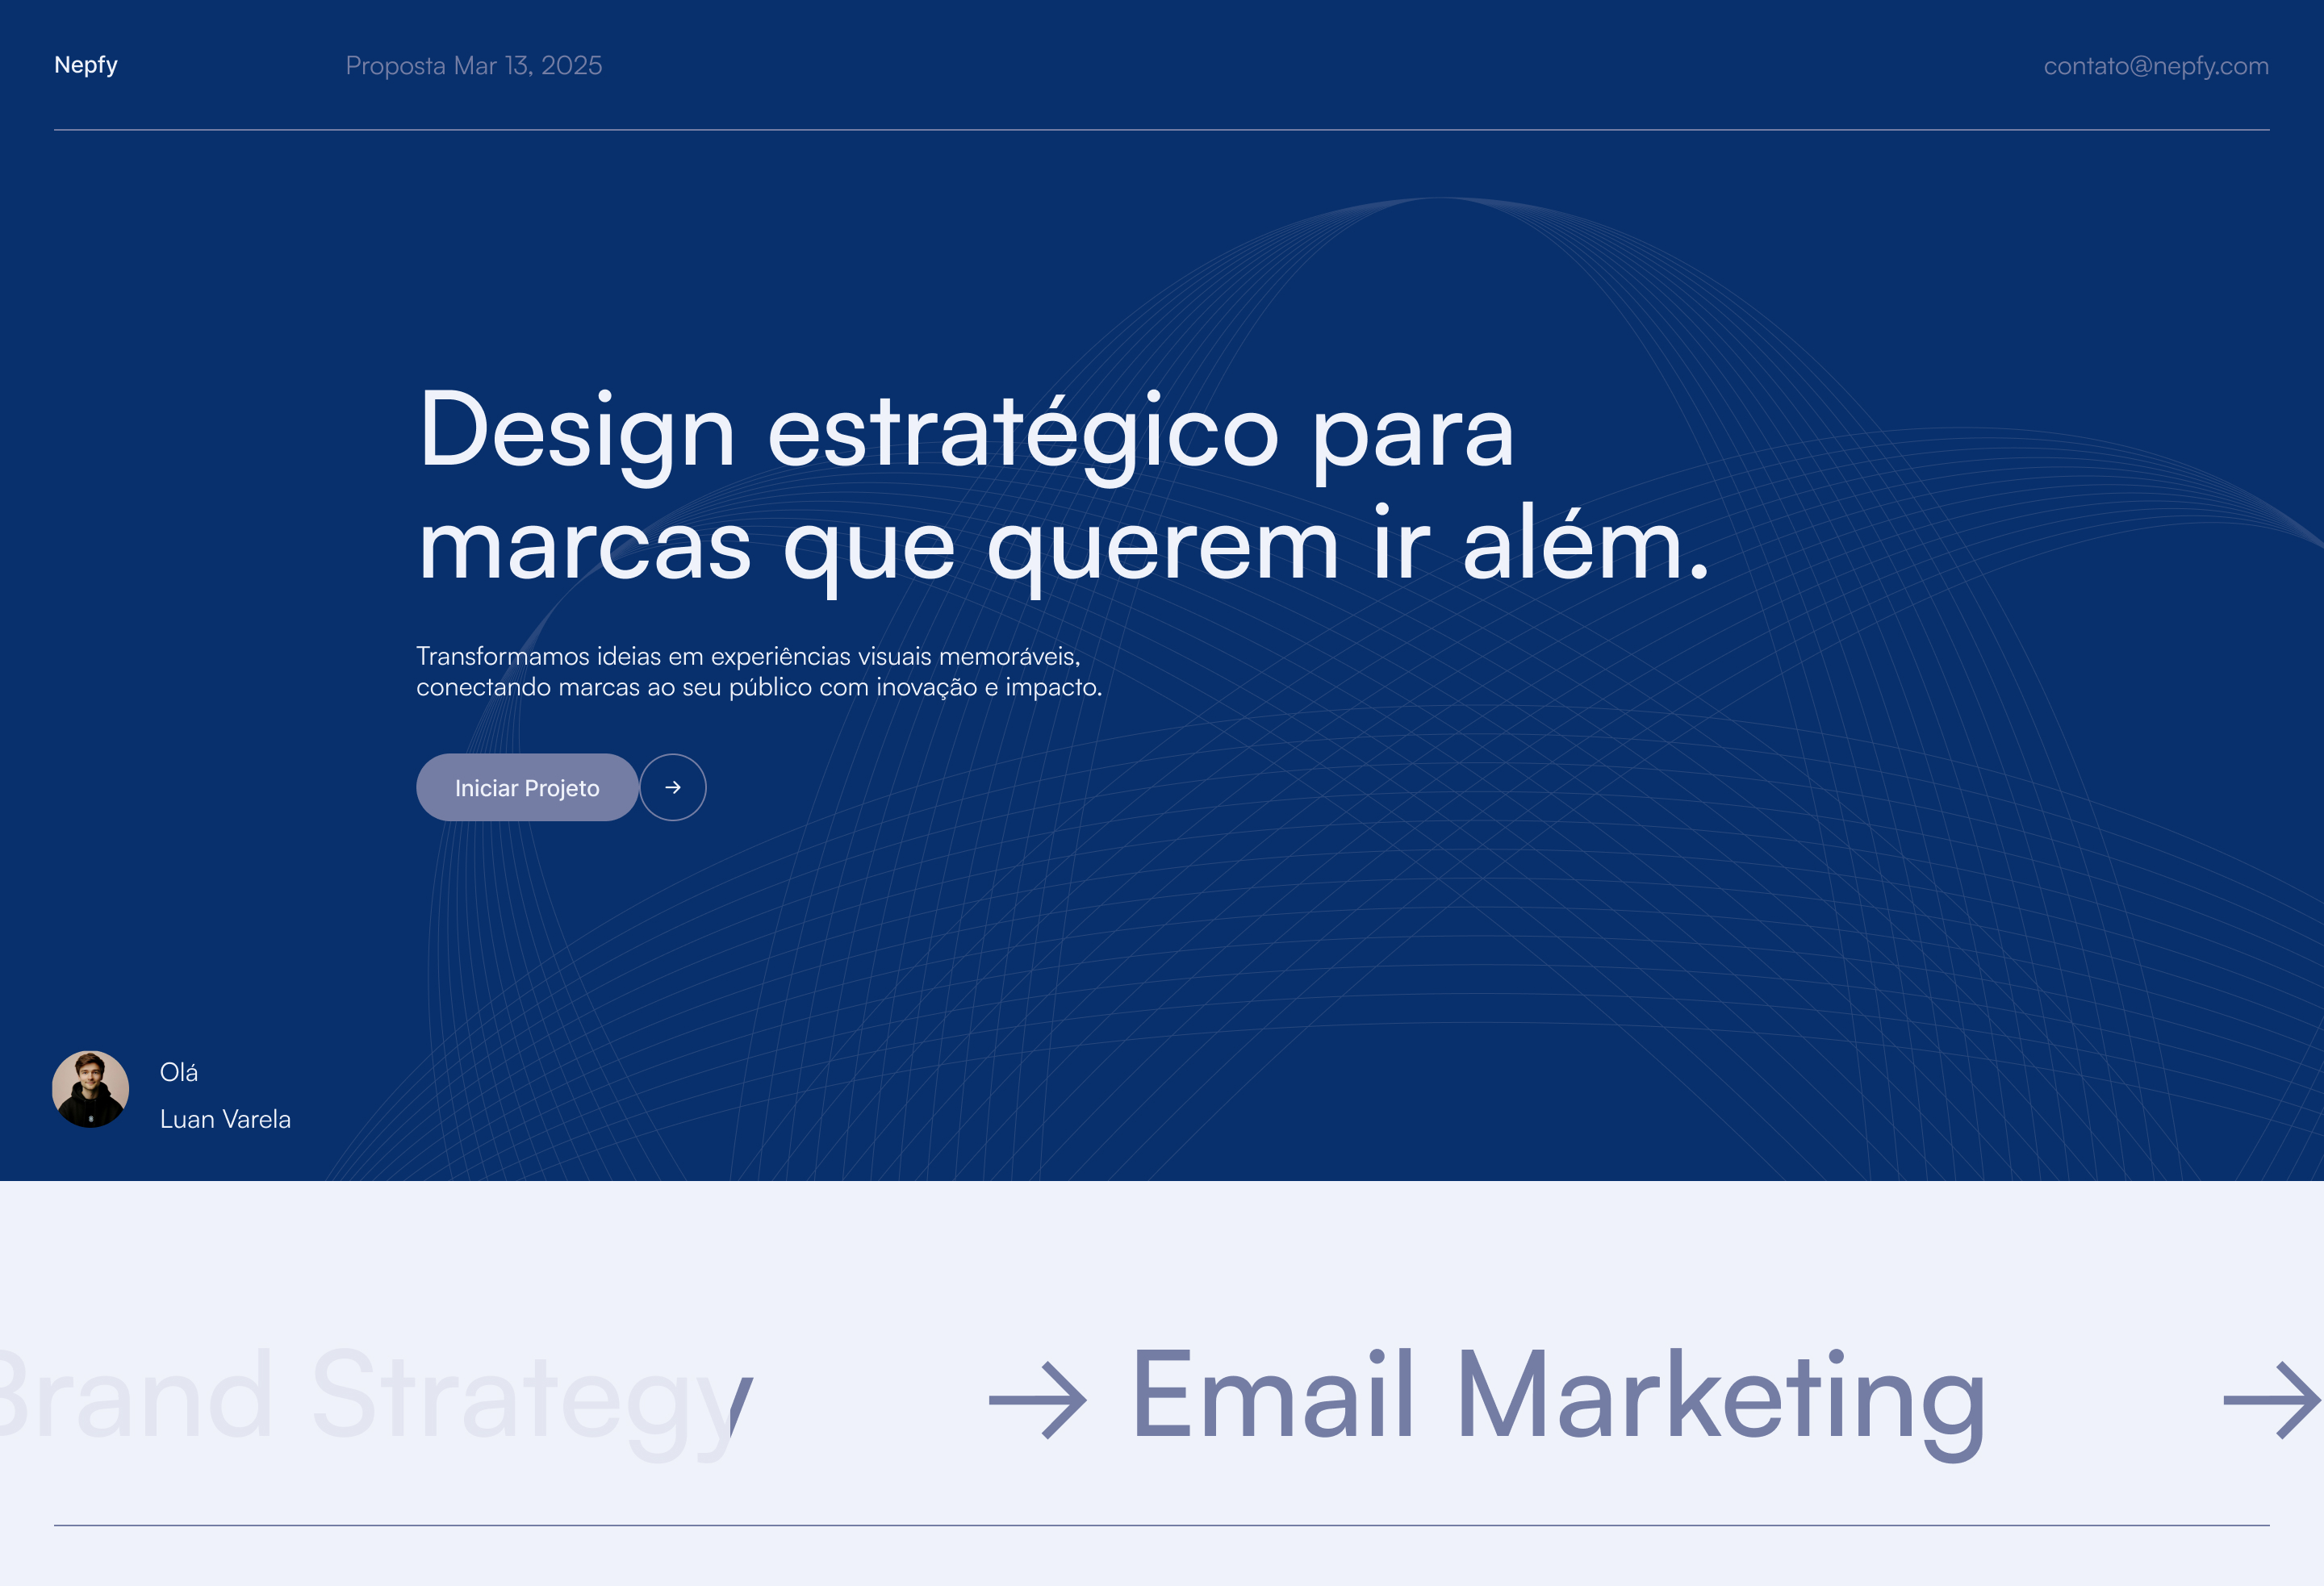 Nepfy
Proposta Mar 13, 2025
contato@nepfy.com
Design estratégico para
marcas que querem ir além.
Transformamos ideias em experiências visuais memoráveis,
conectando marcas ao seu público com inovação e impacto.
Iniciar Projeto →
Olá
Luan Varela
Brand Strategy → Email Marketing →